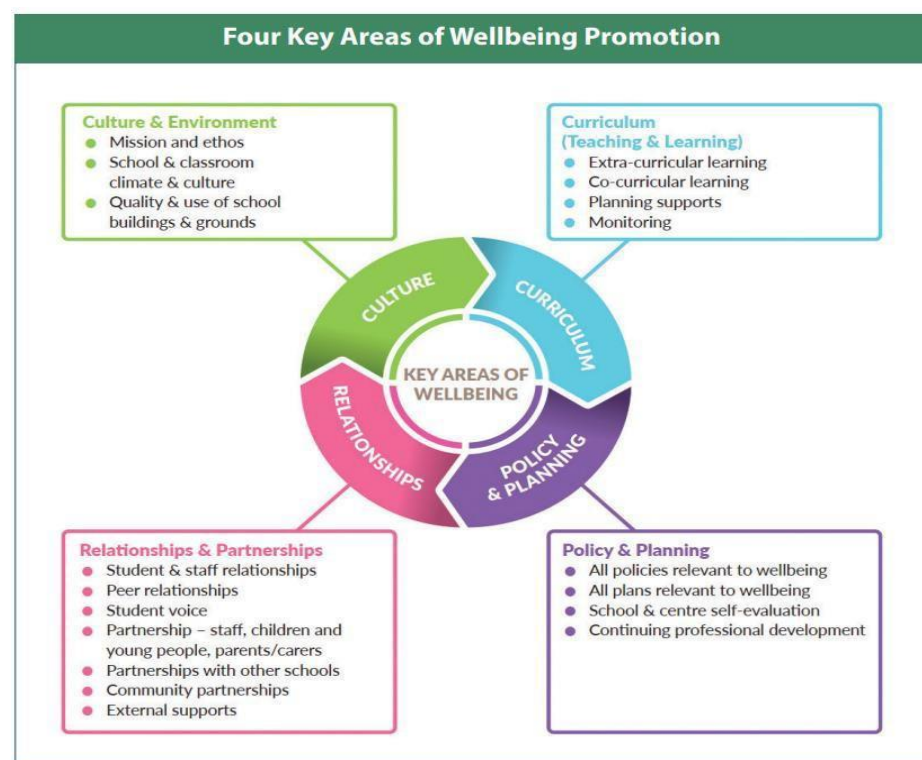 Four Key Areas of Wellbeing Promotion
Culture & Environment
Mission and ethos
School & classroom
climate & culture
Quality & use of school
buildings & grounds
Curriculum
(Teaching & Learning)
Extra-curricular learning
Co-curricular learning
Planning supports
Monitoring
CULTURE
CURRICULUM
KEY AREAS OF
WELLBEING
RELATIONSHIPS
POLICY
& PLANNING
Relationships & Partnerships
Student & staff relationships
Peer relationships
Student voice
Partnership – staff, children and
young people, parents/carers
Partnerships with other schools
Community partnerships
External supports
Policy & Planning
All policies relevant to wellbeing
All plans relevant to wellbeing
School & centre self-evaluation
Continuing professional development